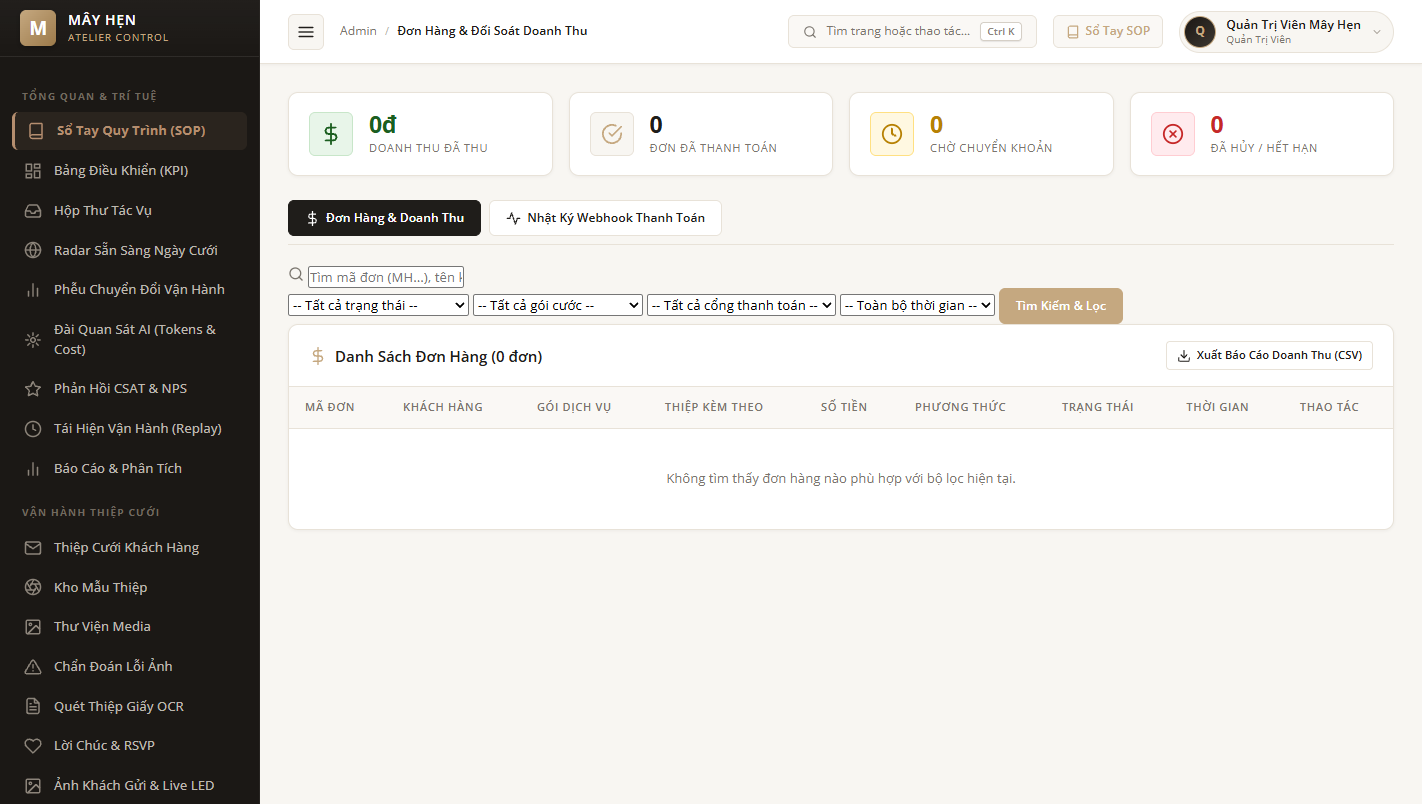 M
MÂY HẸN
ATELIER CONTROL
TỔNG QUAN & TRÍ TUỆ
Sổ Tay Quy Trình (SOP)
Bảng Điều Khiển (KPI)
Hộp Thư Tác Vụ
Radar Sẵn Sàng Ngày Cưới
Phễu Chuyển Đổi Vận Hành
Đài Quan Sát AI (Tokens &
Cost)
Phản Hồi CSAT & NPS
Tái Hiện Vận Hành (Replay)
Báo Cáo & Phân Tích
VẬN HÀNH THIỆP CƯỚI
Thiệp Cưới Khách Hàng
Kho Mẫu Thiệp
Thư Viện Media
Chẩn Đoán Lỗi Ảnh
Quét Thiệp Giấy OCR
Lời Chúc & RSVP
Ảnh Khách Gửi & Live LED
Admin / Đơn Hàng & Đối Soát Doanh Thu
Tìm trang hoặc thao tác... Ctrl K
Sổ Tay SOP
Q
Quản Trị Viên Mây Hẹn
Quản Trị Viên
0đ
DOANH THU ĐÃ THU
0
ĐƠN ĐÃ THANH TOÁN
0
CHỜ CHUYỂN KHOẢN
0
ĐÃ HỦY / HẾT HẠN
Đơn Hàng & Doanh Thu
Nhật Ký Webhook Thanh Toán
Tìm mã đơn (MH...), tên
-- Tất cả trạng thái -- -- Tất cả gói cước -- -- Tất cả cổng thanh toán -- -- Toàn bộ thời gian -- Tìm Kiếm & Lọc
Danh Sách Đơn Hàng (0 đơn)
Xuất Báo Cáo Doanh Thu (CSV)
MÃ ĐƠN KHÁCH HÀNG GÓI DỊCH VỤ THIỆP KÈM THEO SỐ TIỀN PHƯƠNG THỨC TRẠNG THÁI THỜI GIAN THAO TÁC
Không tìm thấy đơn hàng nào phù hợp với bộ lọc hiện tại.